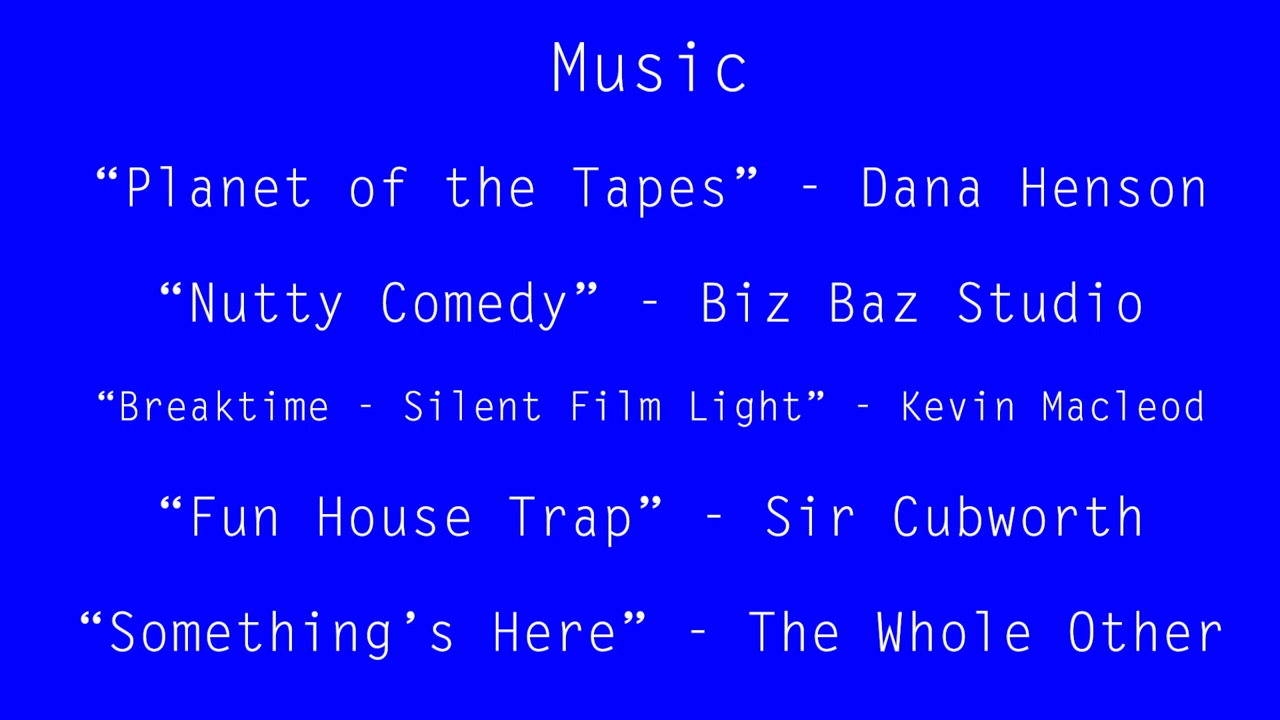 Music
“Planet of the Tapes” - Dana Henson
“Nutty Comedy” - Biz Baz Studio
“Breaktime - Silent Film Light” - Kevin Macleod
“Fun House Trap” - Sir Cubworth
“Something’s Here” - The Whole Other